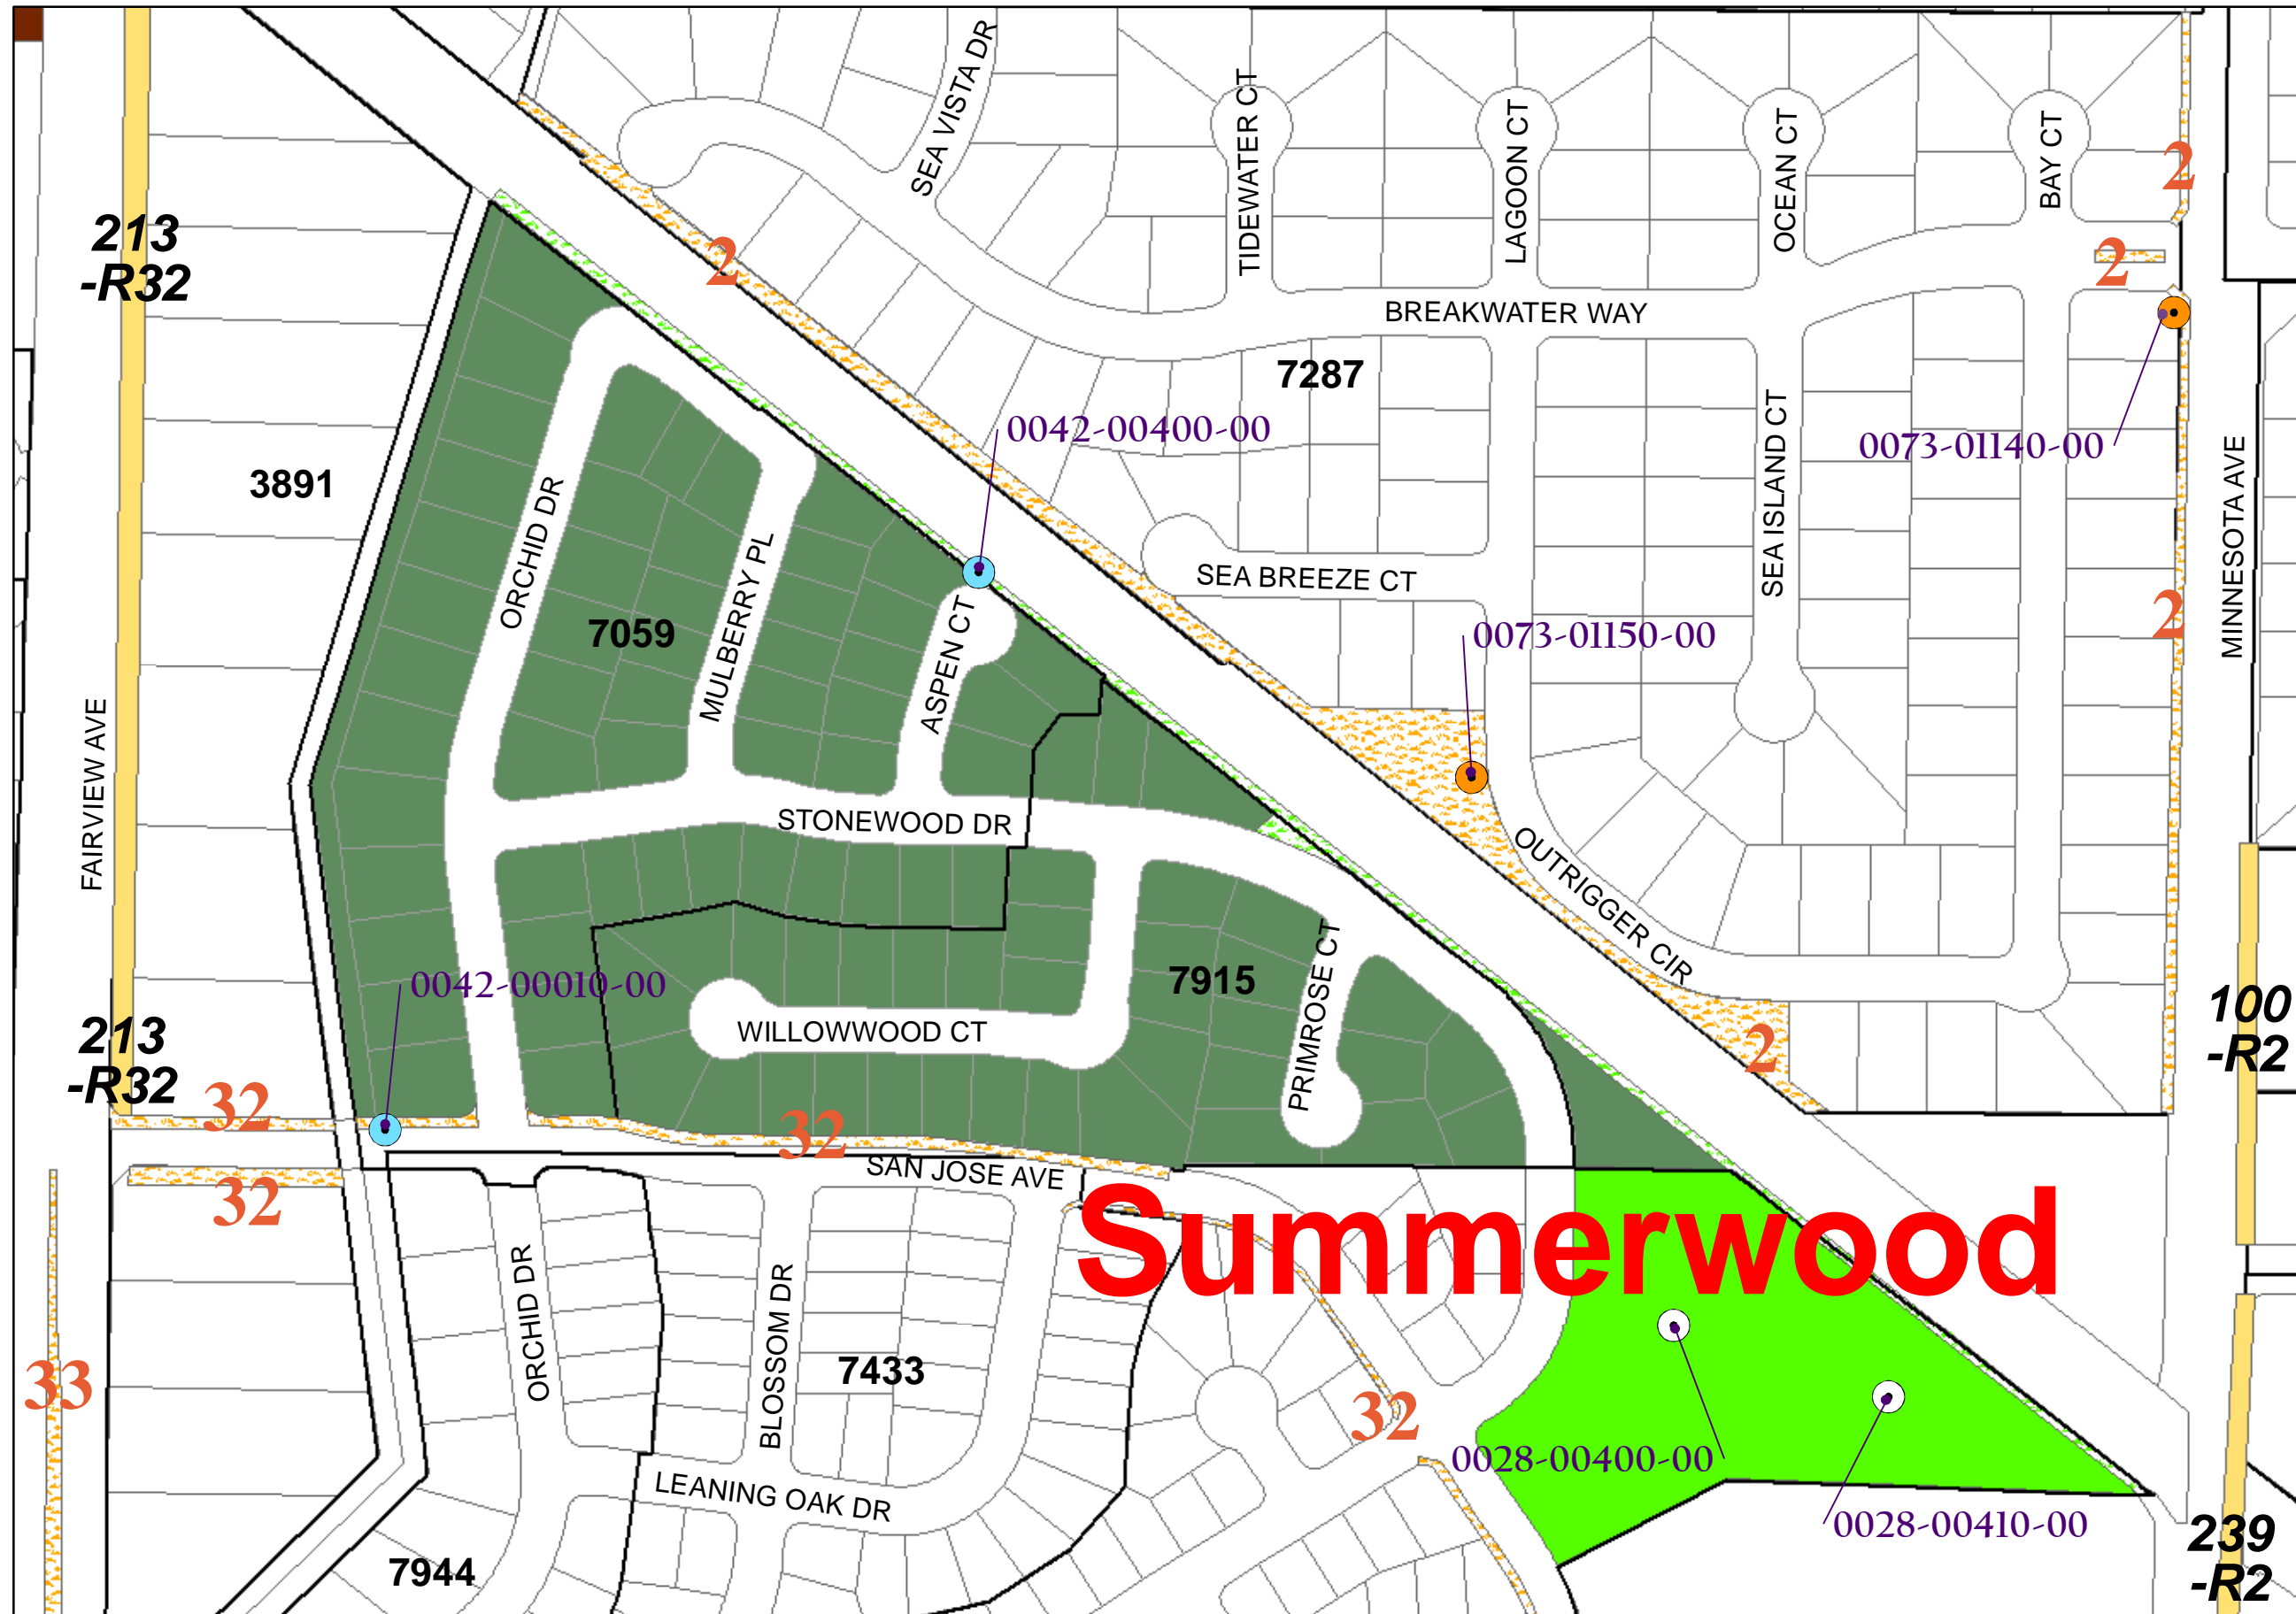 SEA VISTA DR
TIDEWATER CT
LAGOON CT
OCEAN CT
BAY CT
2
213
-R32
2
2
BREAKWATER WAY
7287
0042-00400-00
0073-01140-00
3891
ORCHID DR
MULBERRY PL
SEA ISLAND CT
MINNESOTA AVE
SEA BREEZE CT
7059
ASPEN CT
0073-01150-00
2
FAIRVIEW AVE
STONEWOOD DR
OUTRIGGER CIR
0042-00010-00
7915
PRIMROSE CT
WILLOWWOOD CT
100
-R2
213
-R32
2
32
32
SAN JOSE AVE
32
Summerwood
ORCHID DR
BLOSSOM DR
7433
33
32
0028-00400-00
LEANING OAK DR
0028-00410-00
7944
239
-R2